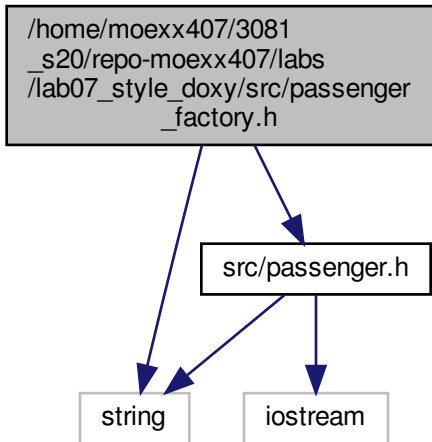 /home/moexx407/3081
_s20/repo-moexx407/labs
/lab07_style_doxy/src/passenger
_factory.h
src/passenger.h
string
iostream